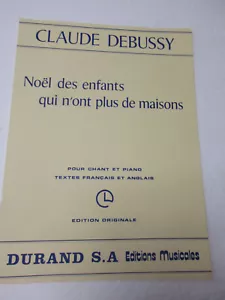 CLAUDE DEBUSSY
Noël des enfants
qui n'ont plus de maisons
POUR CHANT ET PIANO
TEXTES FRANÇAIS ET ANGLAIS
EDITION ORIGINALE
DURAND S.A Editions Musicales